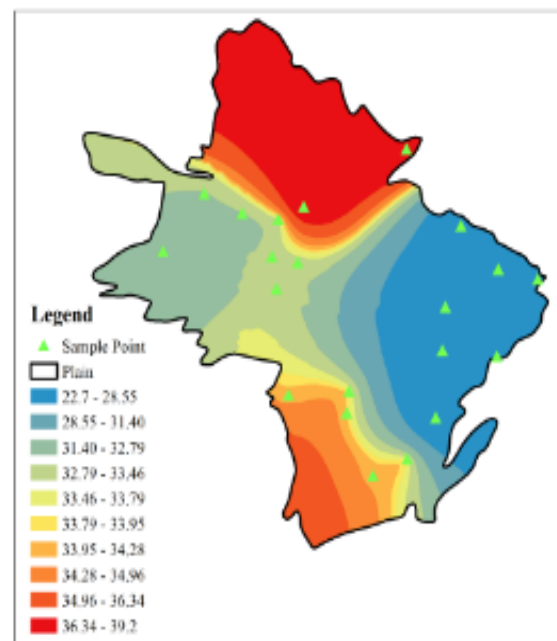 Legend
Sample Point
Plain
22.7 - 28.55
28.55 - 31.40
31.40 - 32.79
32.79 - 33.46
33.46 - 33.79
33.79 - 33.95
33.95 - 34.28
34.28 - 34.96
34.96 - 36.34
36.34 - 39.2